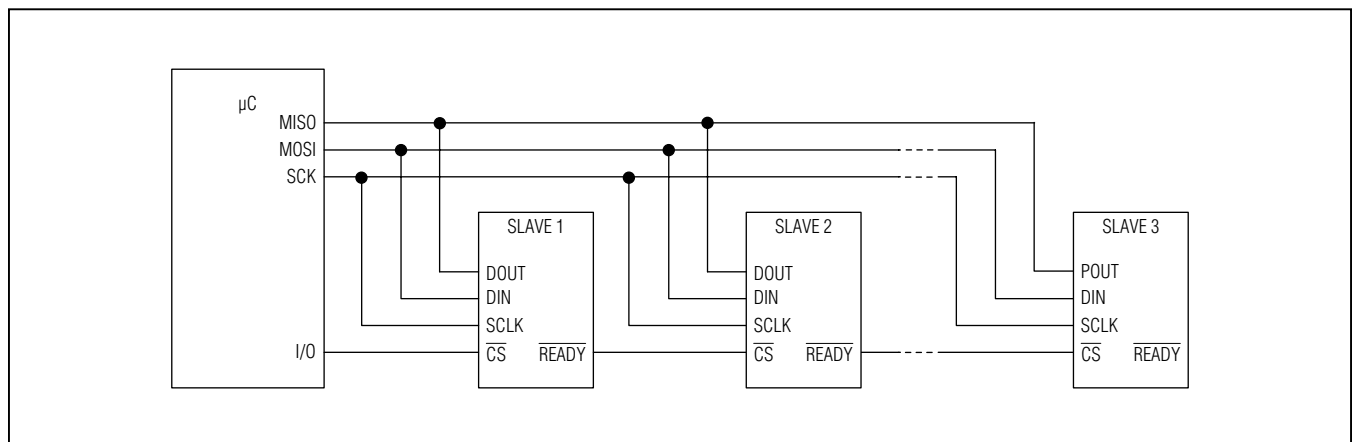 µC
MISO
MOSI
SCK
I/O
SLAVE 1
DOUT
DIN
SCLK
CS READY
SLAVE 2
DOUT
DIN
SCLK
CS READY
SLAVE 3
POUT
DIN
SCLK
CS READY